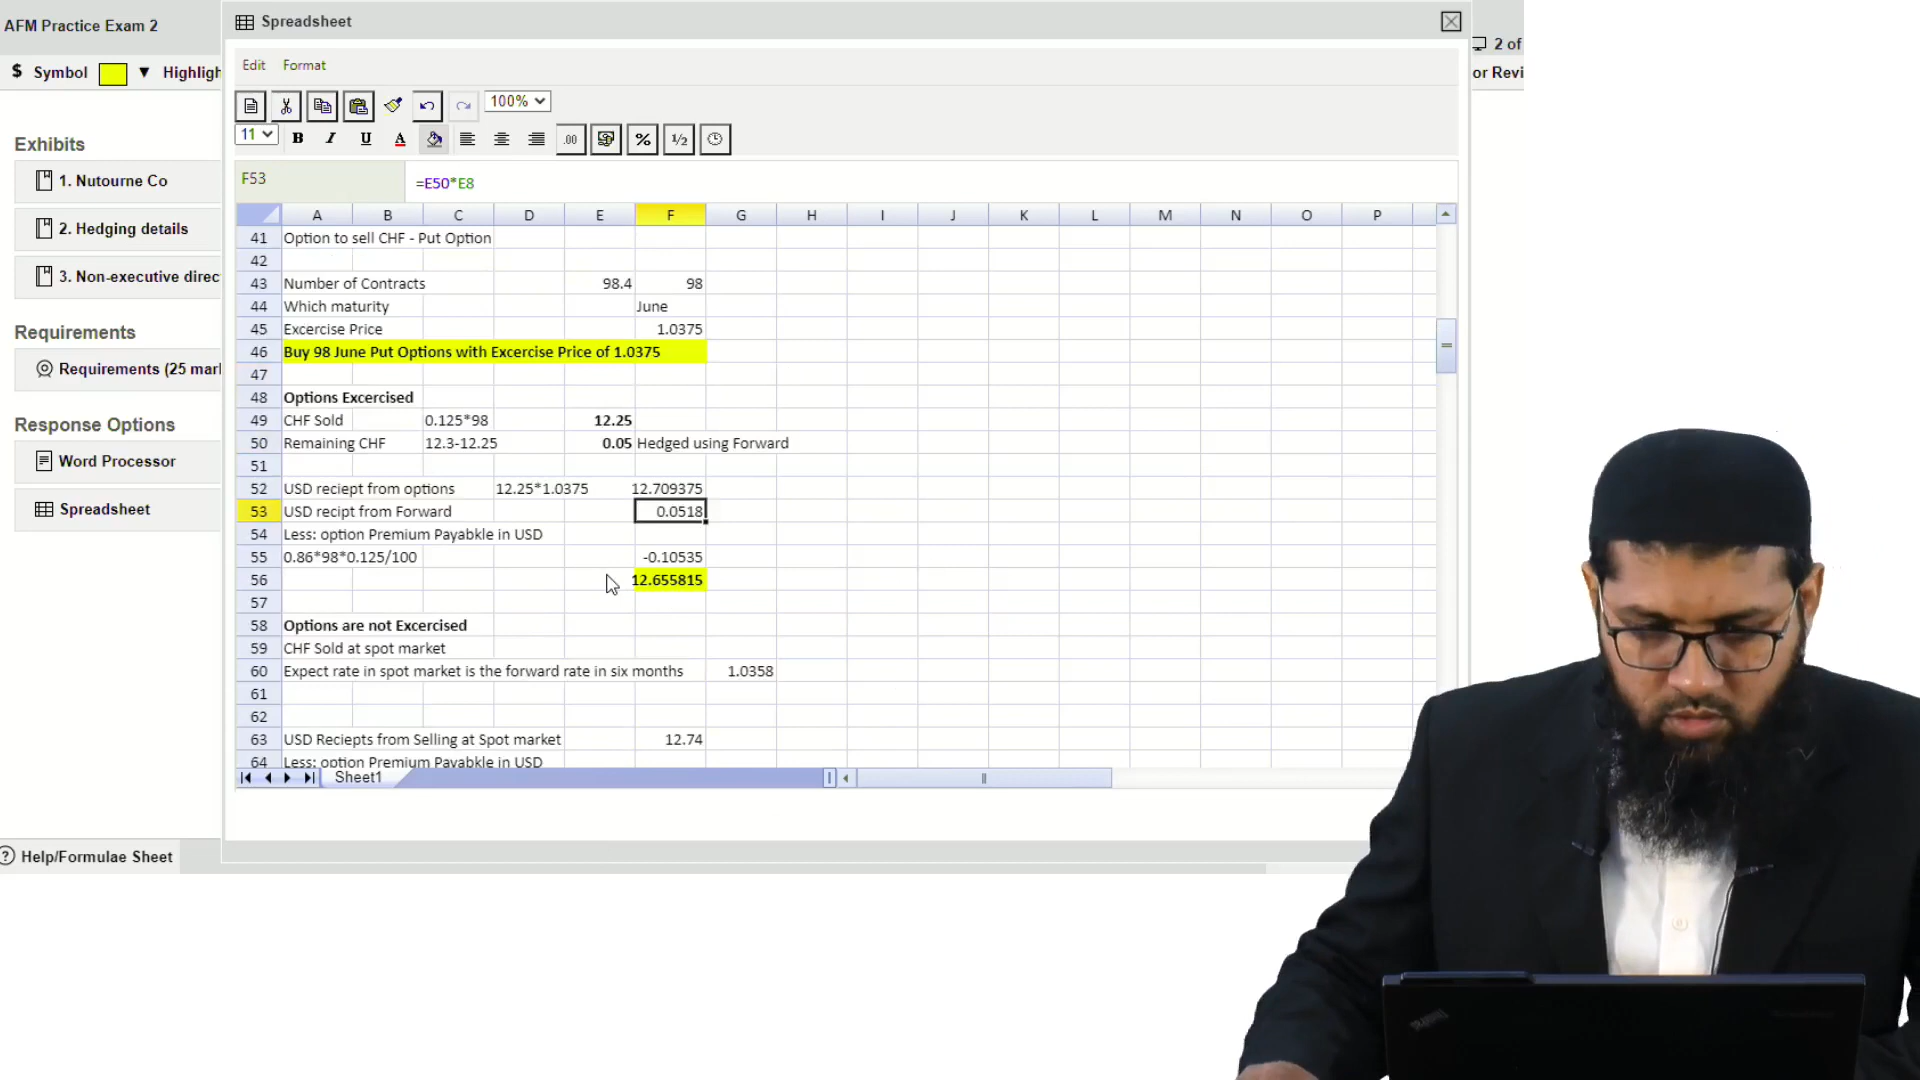 AFM Practice Exam 2
Spreadsheet
2 of
$ Symbol Highligh
or Revi
Edit Format
100%
11 B I U A .00 % 1/2
F53 =E50*E8
Exhibits
1. Nutourne Co
2. Hedging details
3. Non-executive direc
Requirements
Requirements (25 marl
Response Options
Word Processor
Spreadsheet
A B C D E F G H I J K L M N O P
41 Option to sell CHF - Put Option
42
43 Number of Contracts 98.4 98
44 Which maturity June
45 Excercise Price 1.0375
46 Buy 98 June Put Options with Excercise Price of 1.0375
47
48 Options Excercised
49 CHF Sold 0.125*98 12.25
50 Remaining CHF 12.3-12.25 0.05 Hedged using Forward
51
52 USD reciept from options 12.25*1.0375 12.709375
53 USD recipt from Forward 0.0518
54 Less: option Premium Payabkle in USD
55 0.86*98*0.125/100 -0.10535
56 12.655815
57
58 Options are not Excercised
59 CHF Sold at spot market
60 Expect rate in spot market is the forward rate in six months 1.0358
61
62
63 USD Reciepts from Selling at Spot market 12.74
64 Less: option Premium Payabkle in USD
Sheet1
Help/Formulae Sheet
ThinkPad